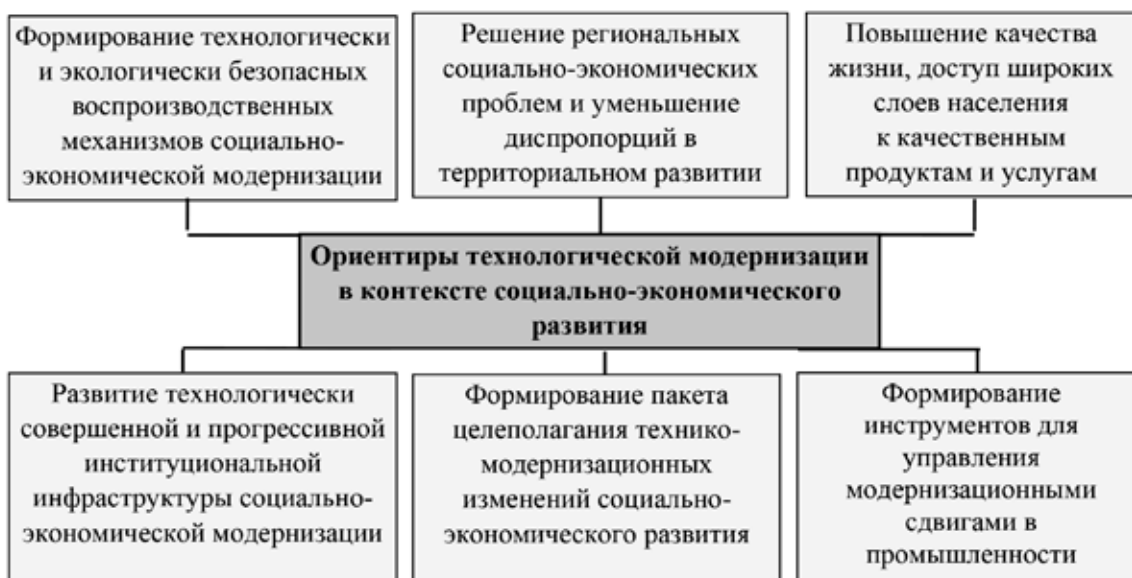 Формирование технологически
и экологически безопасных
воспроизводственных
механизмов социально-
экономической модернизации
Решение региональных
социально-экономических
проблем и уменьшение
диспропорций в
территориальном развитии
Повышение качества
жизни, доступ широких
слоев населения
к качественным
продуктам и услугам
Ориентиры технологической модернизации
в контексте социально-экономического
развития
Развитие технологически
совершенной и прогрессивной
институциональной
инфраструктуры социально-
экономической модернизации
Формирование пакета
целеполагания технико-
модернизационных
изменений социально-
экономического развития
Формирование
инструментов для
управления
модернизационными
сдвигами в
промышленности